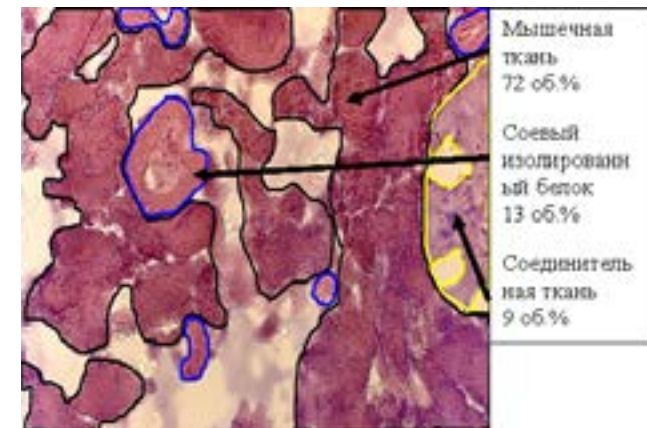 Мышечная
ткань
72 об.%
Соевый
изолированн
ый белок
13 об.%
Соединитель
ная ткань
9 об.%